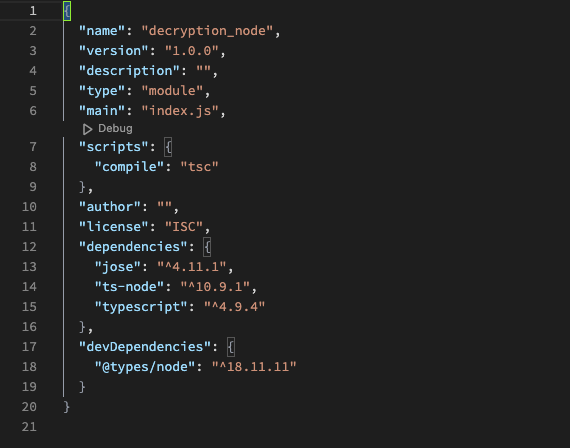 1 {
2 "name": "decryption_node",
3 "version": "1.0.0",
4 "description": "",
5 "type": "module",
6 "main": "index.js",
Debug
7 "scripts": {
8 "compile": "tsc"
9 },
10 "author": "",
11 "license": "ISC",
12 "dependencies": {
13 "jose": "^4.11.1",
14 "ts-node": "^10.9.1",
15 "typescript": "^4.9.4"
16 },
17 "devDependencies": {
18 "@types/node": "^18.11.11"
19 }
20 }
21